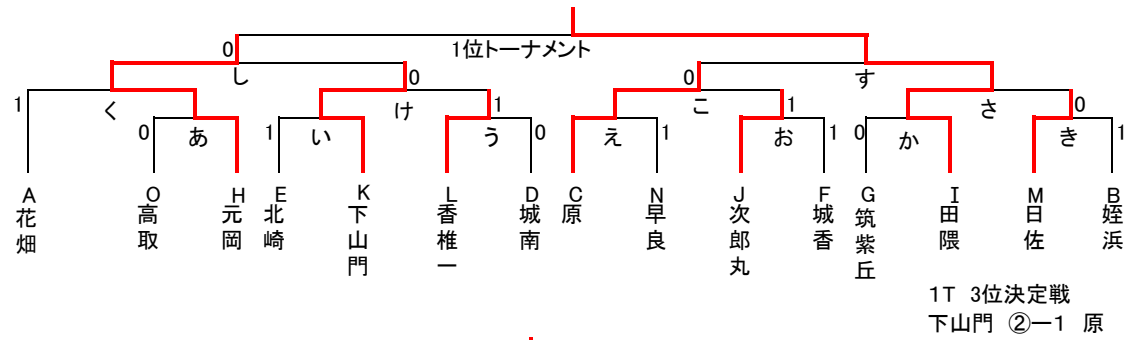 0 1位トーナメント
し 0 0 す
1 く け 1 こ 1 さ 0
0 あ 1 い う 0 え 1 お 1 0 か き 1
A 花畑
O 高取
H 元岡
E 北崎
K 下山門
L 香椎一
D 城南
C 原
N 早良
J 次郎丸
F 城香
G 筑紫丘
I 田隈
M 日佐
B 姪浜
1T 3位決定戦
下山門 ②ー1 原